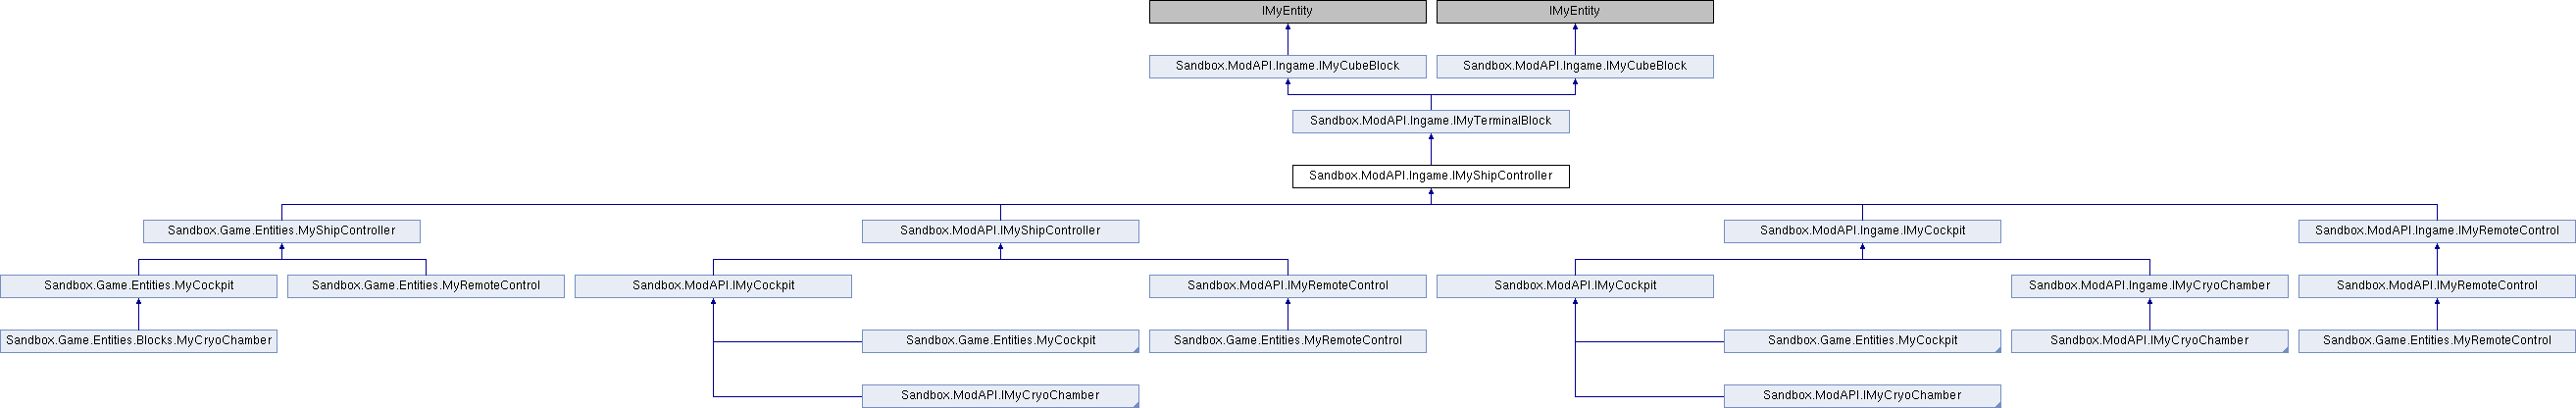 IMyEntity
IMyEntity
Sandbox.ModAPI.Ingame.IMyCubeBlock
Sandbox.ModAPI.Ingame.IMyCubeBlock
Sandbox.ModAPI.Ingame.IMyTerminalBlock
Sandbox.ModAPI.Ingame.IMyShipController
Sandbox.Game.Entities.MyShipController
Sandbox.ModAPI.IMyShipController
Sandbox.ModAPI.Ingame.IMyCockpit
Sandbox.ModAPI.Ingame.IMyRemoteControl
Sandbox.Game.Entities.MyCockpit
Sandbox.Game.Entities.MyRemoteControl
Sandbox.ModAPI.IMyCockpit
Sandbox.ModAPI.IMyRemoteControl
Sandbox.ModAPI.IMyCockpit
Sandbox.ModAPI.Ingame.IMyCryoChamber
Sandbox.ModAPI.IMyRemoteControl
Sandbox.Game.Entities.Blocks.MyCryoChamber
Sandbox.Game.Entities.MyCockpit
Sandbox.Game.Entities.MyRemoteControl
Sandbox.Game.Entities.MyCockpit
Sandbox.ModAPI.IMyCryoChamber
Sandbox.Game.Entities.MyRemoteControl
Sandbox.ModAPI.IMyCryoChamber
Sandbox.ModAPI.IMyCryoChamber